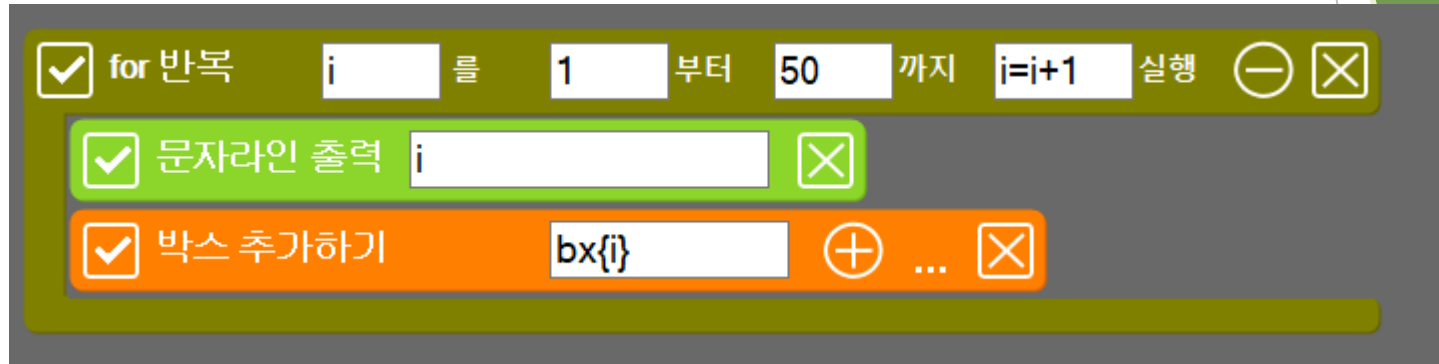 for 반복 i 를 1 부터 50 까지 i=i+1 실행
문자라인 출력 i
박스 추가하기 bx{i} ...